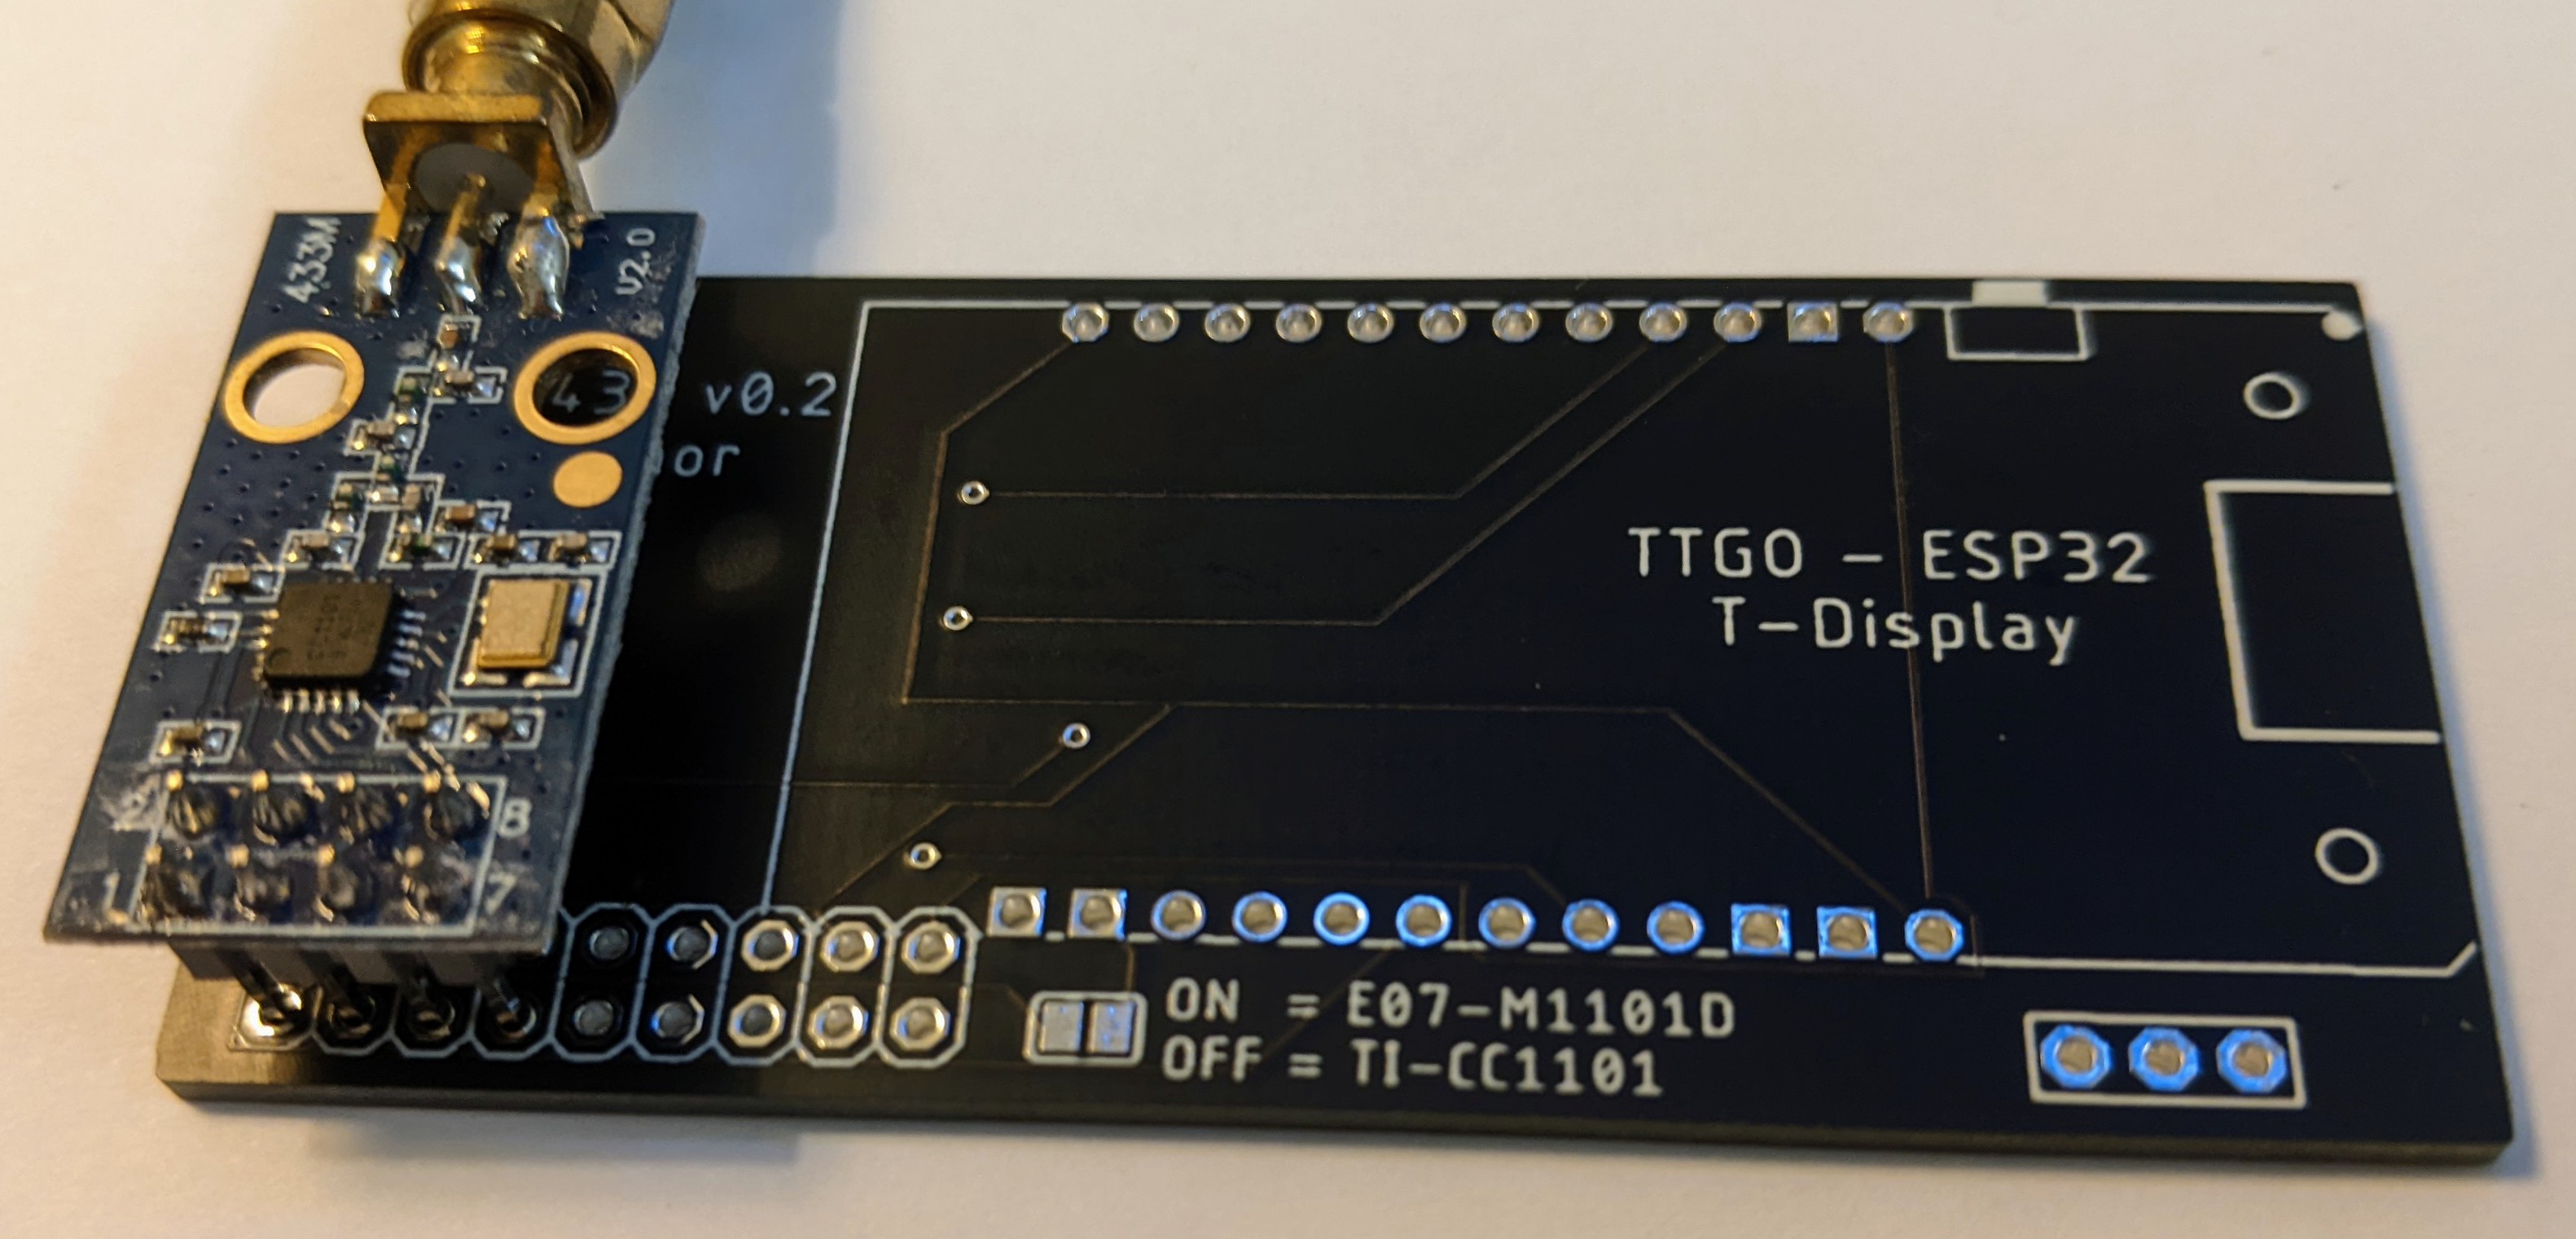 433M
V2.0
43 v0.2
or
TTGO - ESP32
T-Display
2 8
1 7
ON = E07-M1101D
OFF = TI-CC1101